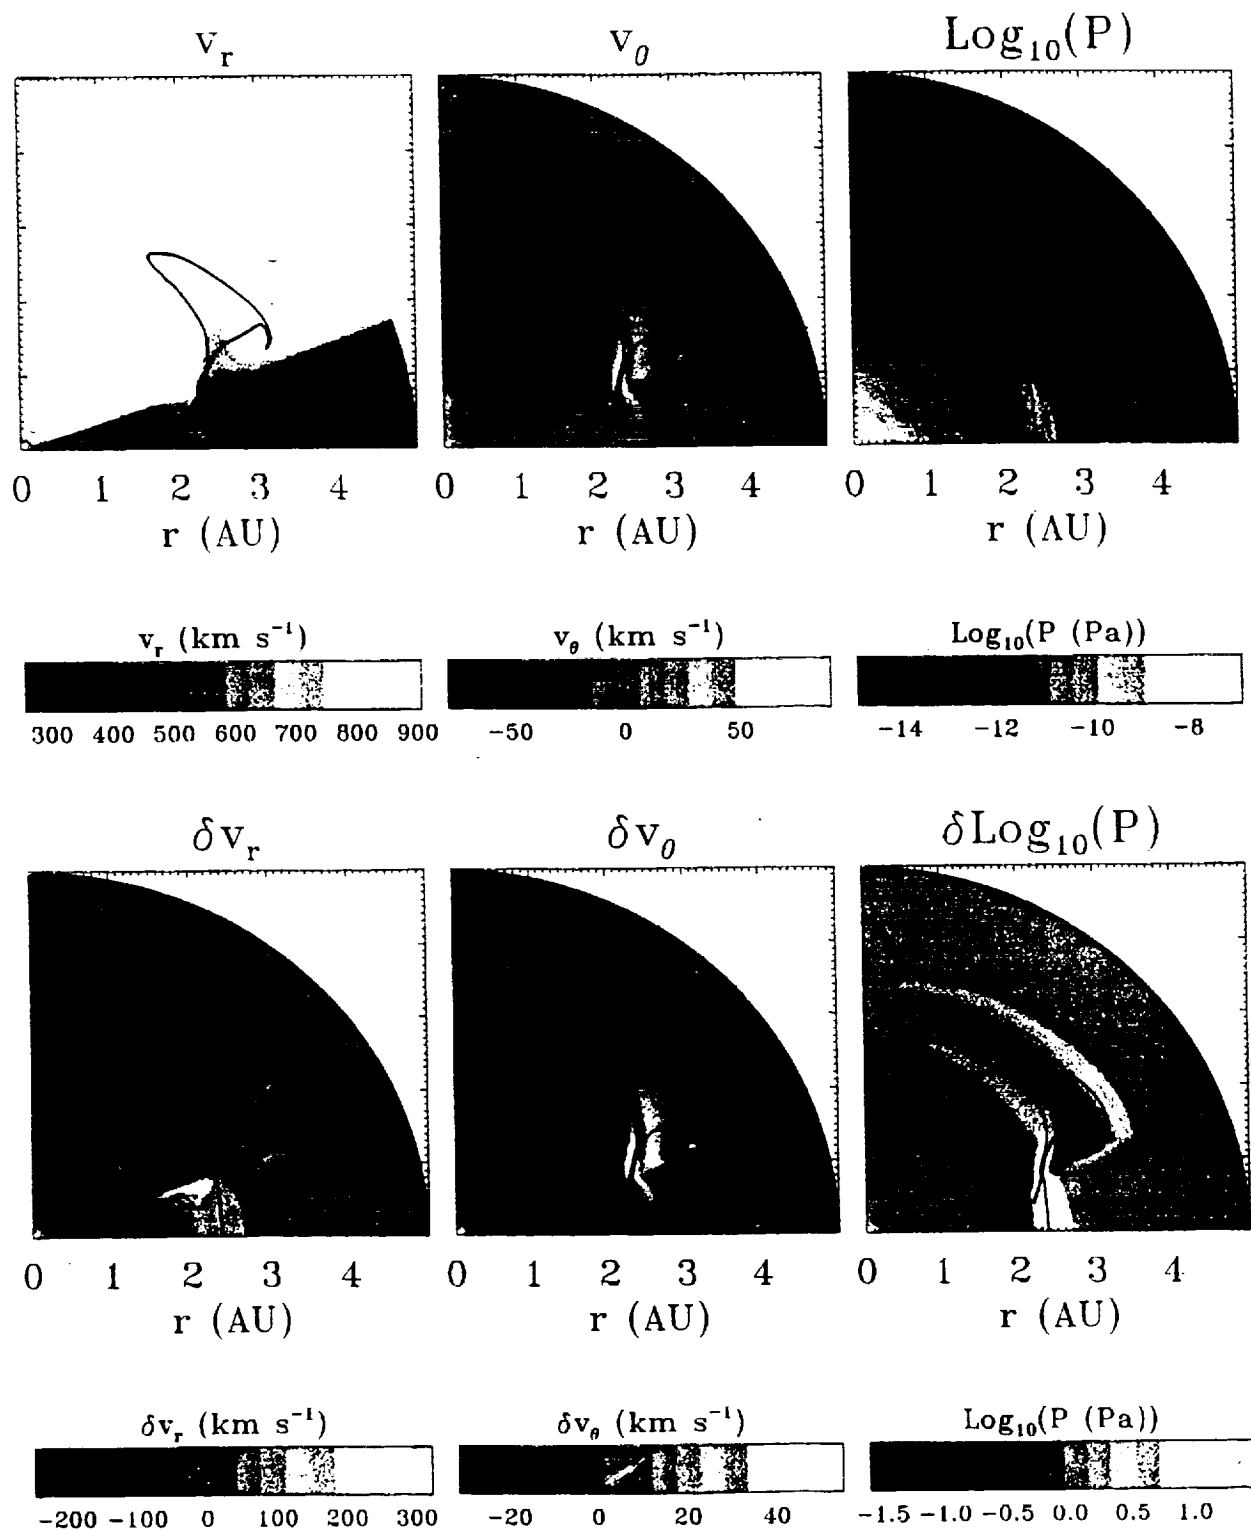 v_r
v_θ
Log₁₀(P)
0 1 2 3 4
0 1 2 3 4
0 1 2 3 4
r (AU)
r (AU)
r (AU)
v_r (km s⁻¹)
v_θ (km s⁻¹)
Log₁₀(P (Pa))
300 400 500 600 700 800 900
-50 0 50
-14 -12 -10 -8
δv_r
δv_θ
δLog₁₀(P)
0 1 2 3 4
0 1 2 3 4
0 1 2 3 4
r (AU)
r (AU)
r (AU)
δv_r (km s⁻¹)
δv_θ (km s⁻¹)
Log₁₀(P (Pa))
-200 -100 0 100 200 300
-20 0 20 40
-1.5 -1.0 -0.5 0.0 0.5 1.0